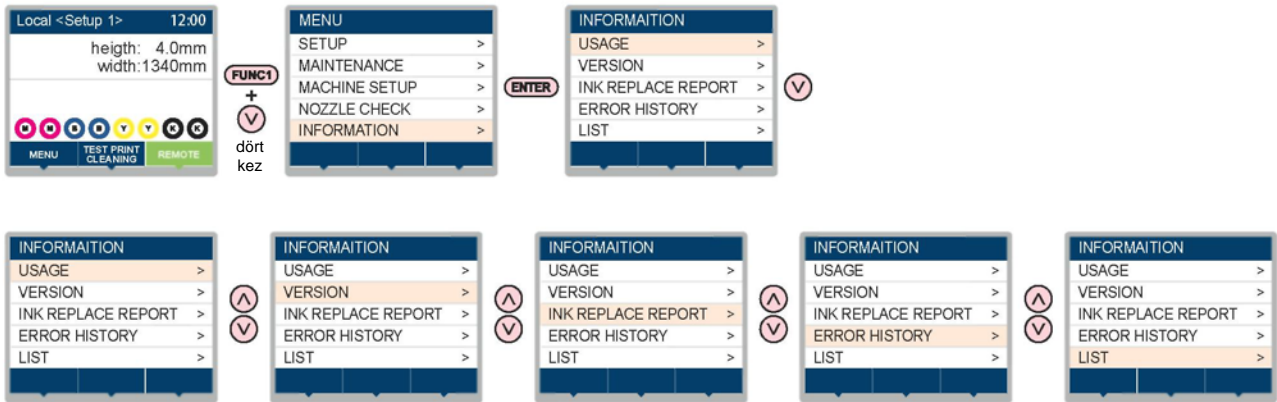 Local <Setup 1> 12:00
heigth: 4.0mm
width:1340mm
M M B B Y Y K K
MENU TEST PRINT CLEANING REMOTE
FUNC1
+
dört
kez
MENU
SETUP >
MAINTENANCE >
MACHINE SETUP >
NOZZLE CHECK >
INFORMATION >
ENTER
INFORMAITION
USAGE >
VERSION >
INK REPLACE REPORT >
ERROR HISTORY >
LIST >
INFORMAITION
USAGE >
VERSION >
INK REPLACE REPORT >
ERROR HISTORY >
LIST >
INFORMAITION
USAGE >
VERSION >
INK REPLACE REPORT >
ERROR HISTORY >
LIST >
INFORMAITION
USAGE >
VERSION >
INK REPLACE REPORT >
ERROR HISTORY >
LIST >
INFORMAITION
USAGE >
VERSION >
INK REPLACE REPORT >
ERROR HISTORY >
LIST >
INFORMAITION
USAGE >
VERSION >
INK REPLACE REPORT >
ERROR HISTORY >
LIST >